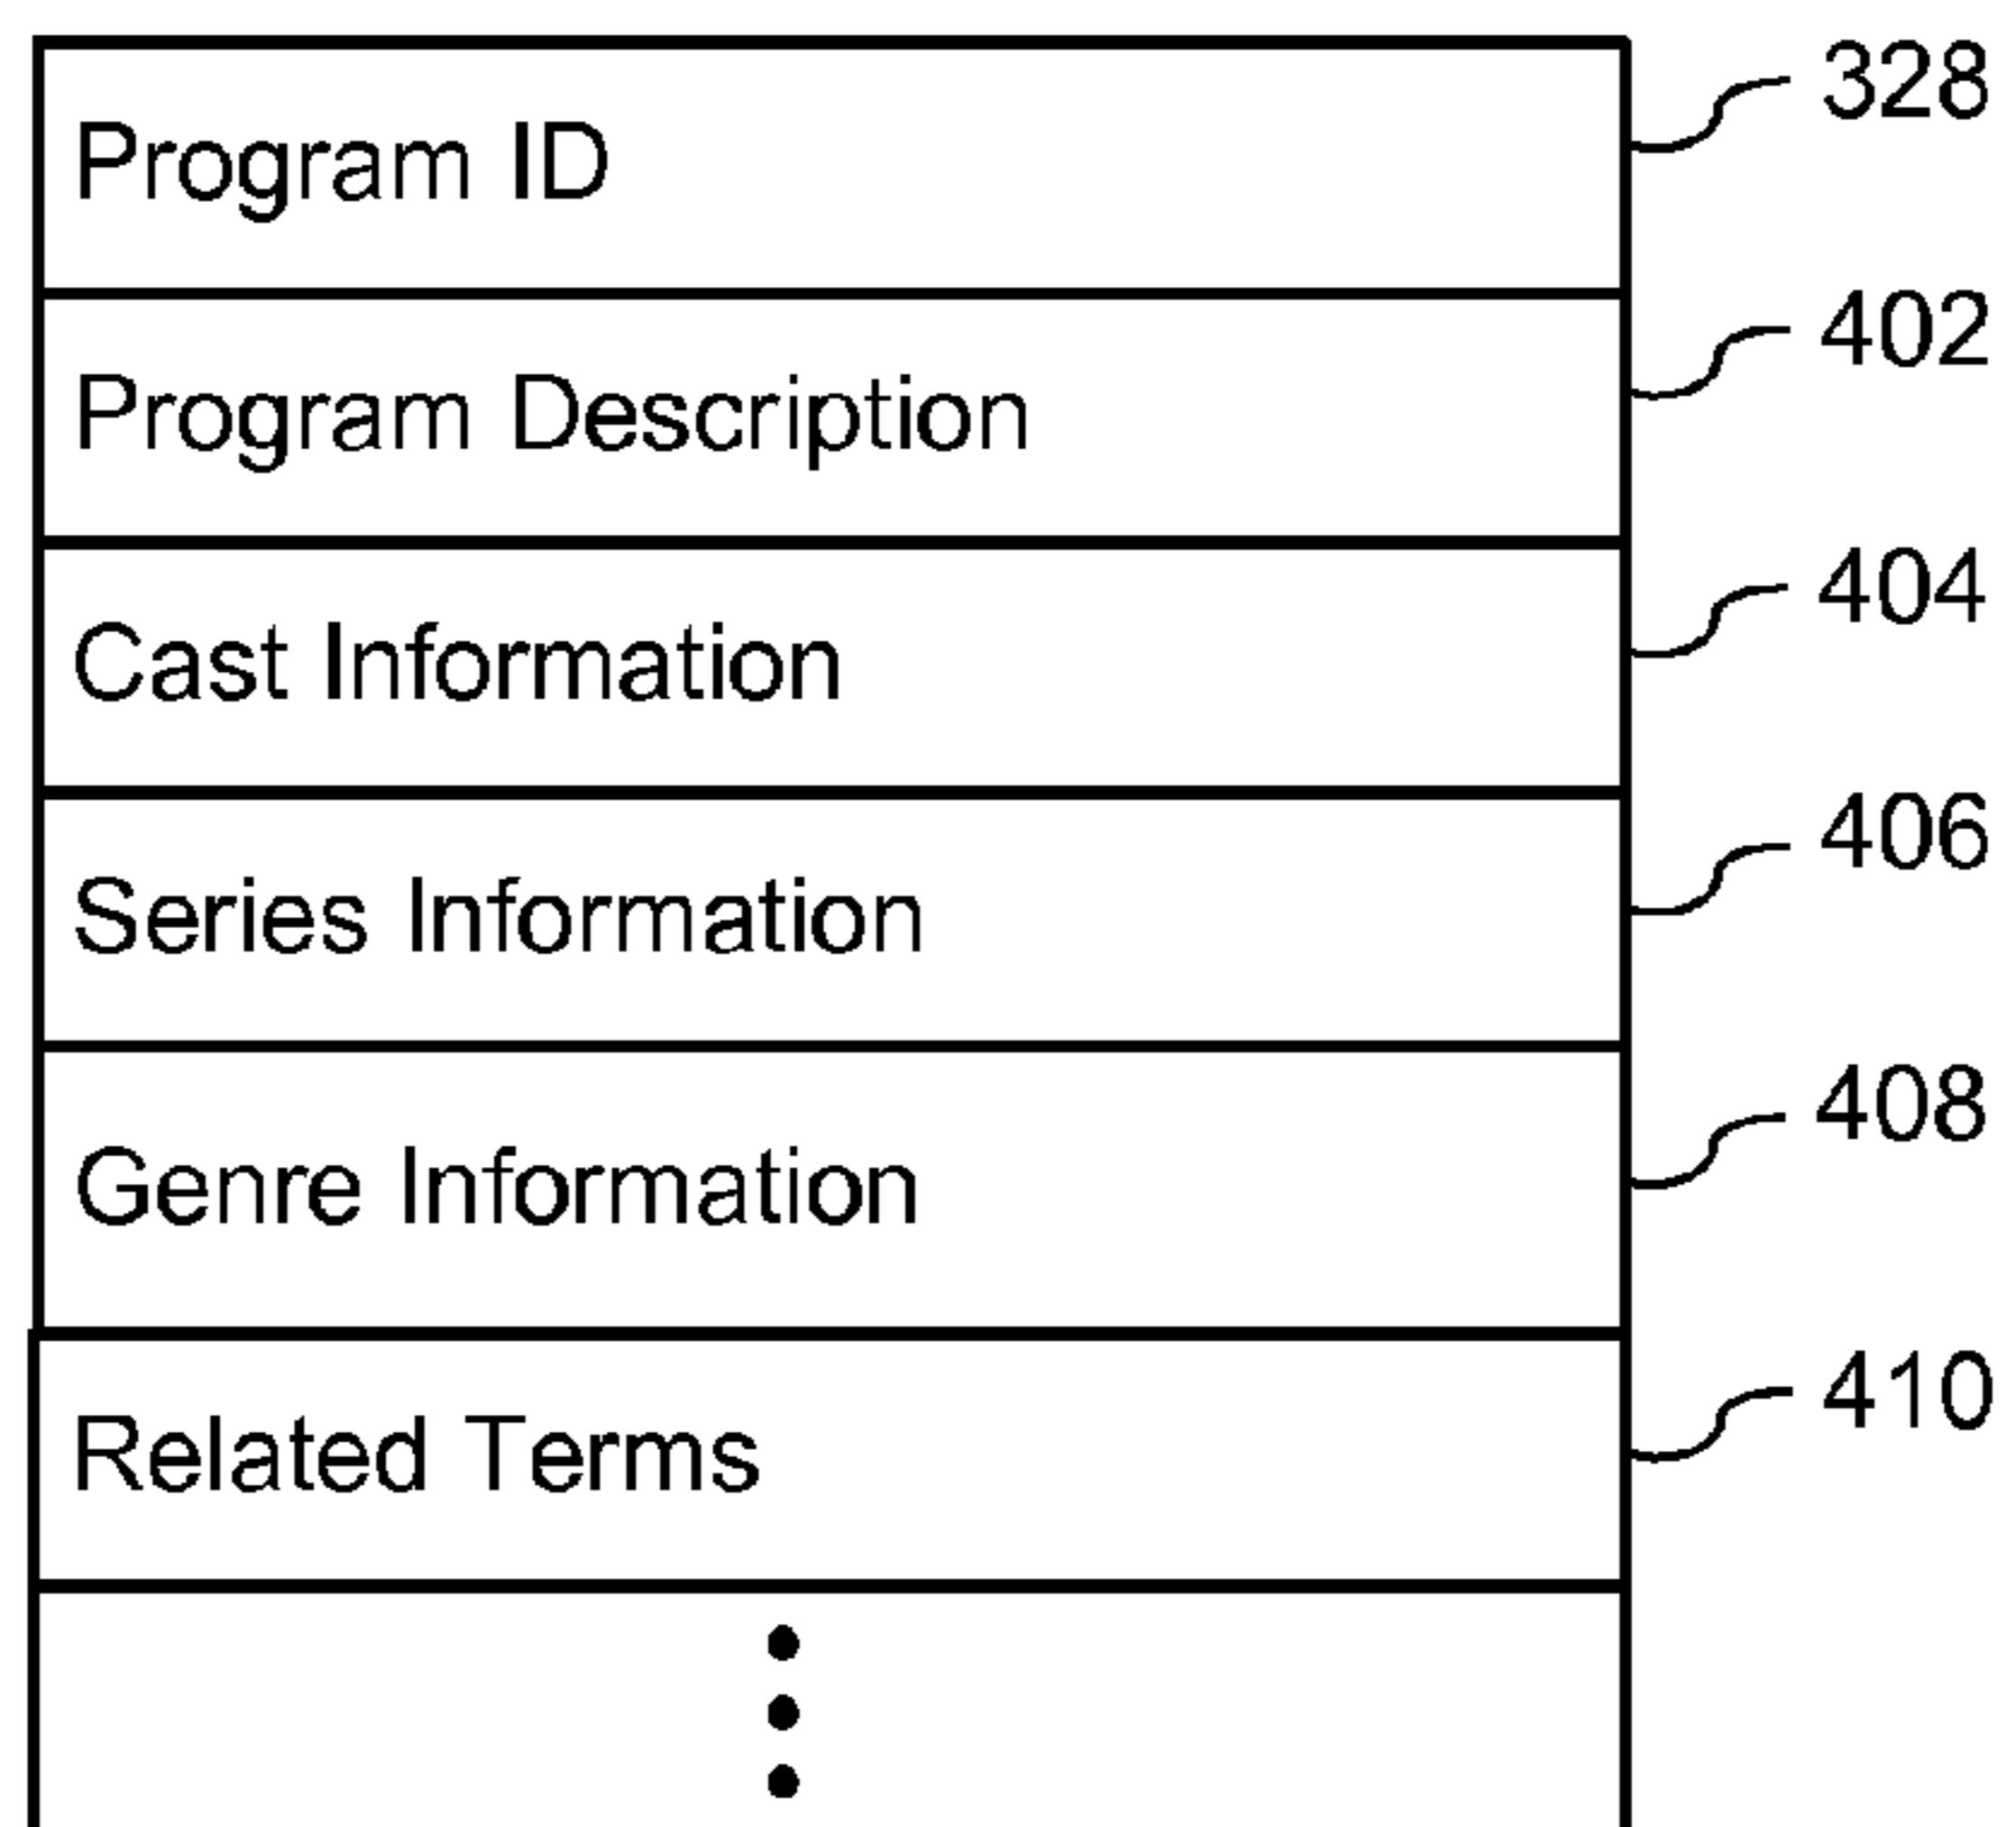 Program ID 328
Program Description 402
Cast Information 404
Series Information 406
Genre Information 408
Related Terms 410